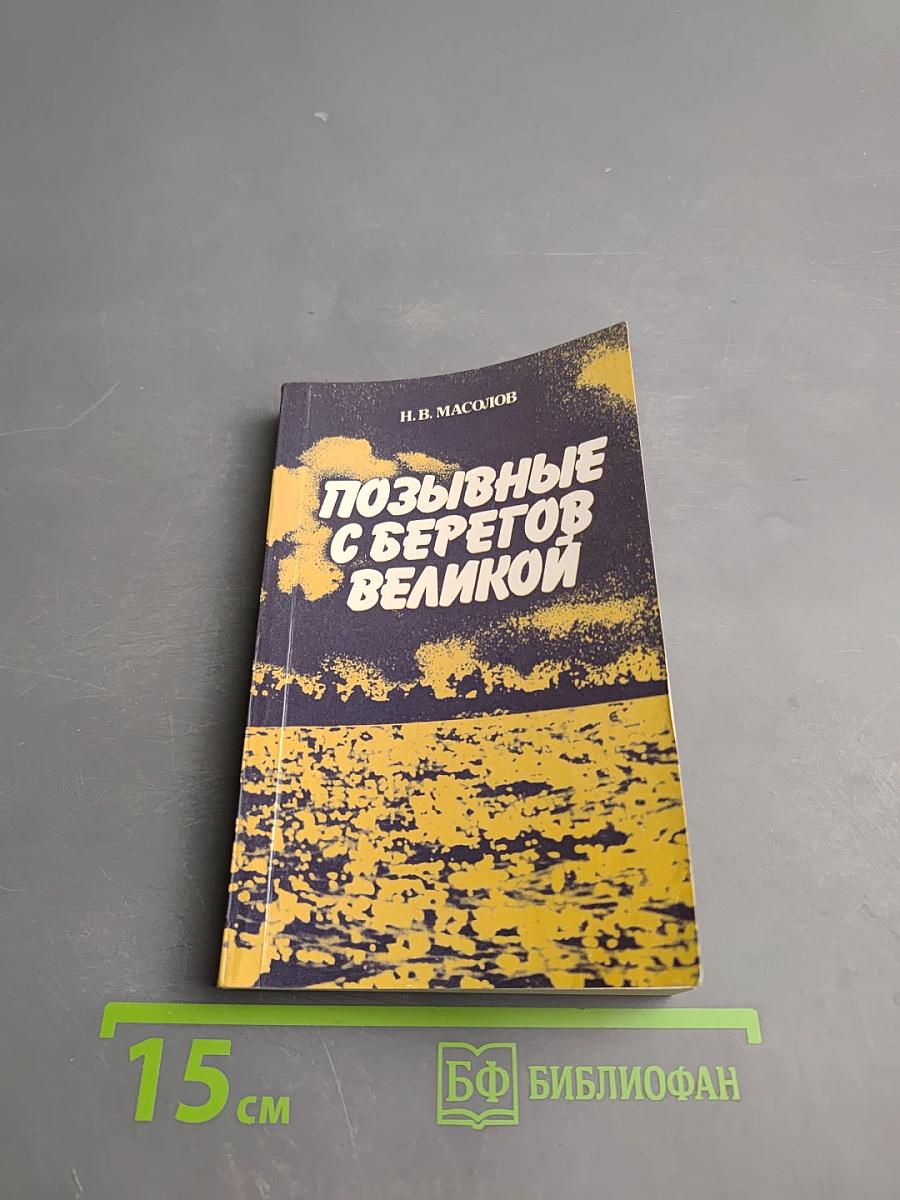 Н. В. МАСОЛОВ
ПОЗЫВНЫЕ
С БЕРЕГОВ
ВЕЛИКОЙ
15 см
БФ БИБЛИОФАН